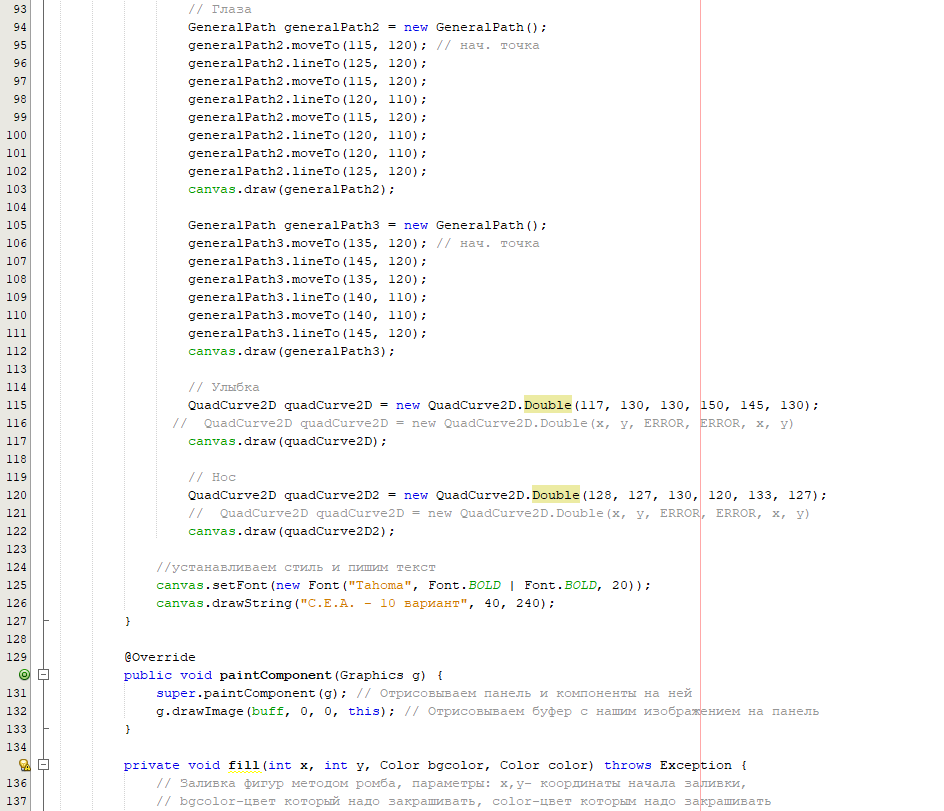 93 // Глаза
94 GeneralPath generalPath2 = new GeneralPath();
95 generalPath2.moveTo(115, 120); // нач. точка
96 generalPath2.lineTo(125, 120);
97 generalPath2.moveTo(115, 120);
98 generalPath2.lineTo(120, 110);
99 generalPath2.moveTo(115, 120);
100 generalPath2.lineTo(120, 110);
101 generalPath2.moveTo(120, 110);
102 generalPath2.lineTo(125, 120);
103 canvas.draw(generalPath2);
104
105 GeneralPath generalPath3 = new GeneralPath();
106 generalPath3.moveTo(135, 120); // нач. точка
107 generalPath3.lineTo(145, 120);
108 generalPath3.moveTo(135, 120);
109 generalPath3.lineTo(140, 110);
110 generalPath3.moveTo(140, 110);
111 generalPath3.lineTo(145, 120);
112 canvas.draw(generalPath3);
113
114 // Улыбка
115 QuadCurve2D quadCurve2D = new QuadCurve2D.Double(117, 130, 130, 150, 145, 130);
116 // QuadCurve2D quadCurve2D = new QuadCurve2D.Double(x, y, ERROR, ERROR, x, y)
117 canvas.draw(quadCurve2D);
118
119 // Нос
120 QuadCurve2D quadCurve2D2 = new QuadCurve2D.Double(128, 127, 130, 120, 133, 127);
121 // QuadCurve2D quadCurve2D = new QuadCurve2D.Double(x, y, ERROR, ERROR, x, y)
122 canvas.draw(quadCurve2D2);
123
124 //устанавливаем стиль и пишим текст
125 canvas.setFont(new Font("Tahoma", Font.BOLD | Font.BOLD, 20));
126 canvas.drawString("С.Е.А. - 10 вариант", 40, 240);
127 }
128
129 @Override
public void paintComponent(Graphics g) {
131 super.paintComponent(g); // Отрисовываем панель и компоненты на ней
132 g.drawImage(buff, 0, 0, this); // Отрисовываем буфер с нашим изображением на панель
133 }
134
private void fill(int x, int y, Color bgcolor, Color color) throws Exception {
136 // Заливка фигур методом ромба, параметры: x,y- координаты начала заливки,
137 // bgcolor-цвет который надо закрашивать, color-цвет которым надо закрашивать